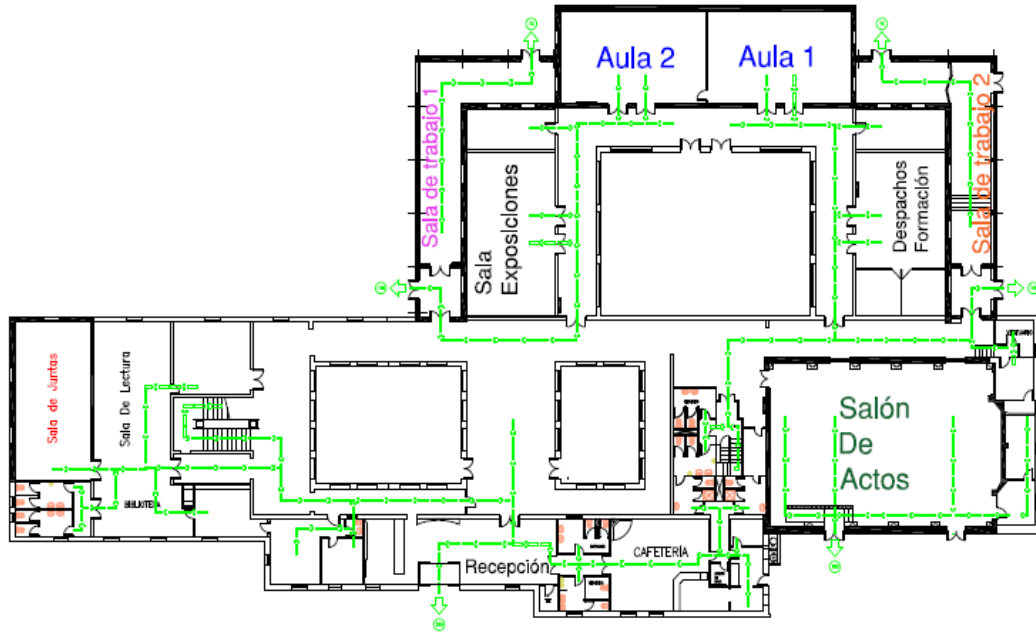 Aula 2
Aula 1
Sala de trabajo 1
Sala de trabajo 2
Sala
Exposiciones
Despachos
Formación
Sala de Juntas
Sala De Lectura
BIBLIOTECA
Salón
De
Actos
CAFETERÍA
Recepción